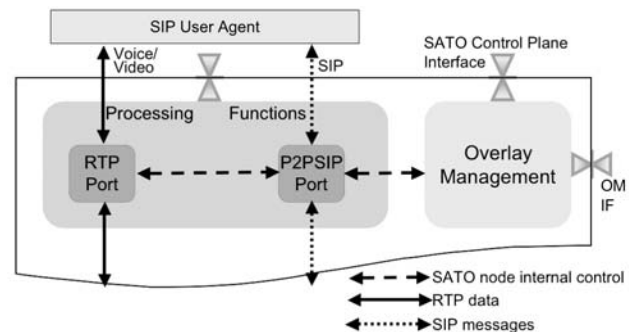 SIP User Agent
Voice/
Video
SIP
SATO Control Plane
Interface
Processing Functions
RTP
Port
P2PSIP
Port
Overlay
Management
OM
IF
SATO node internal control
RTP data
SIP messages